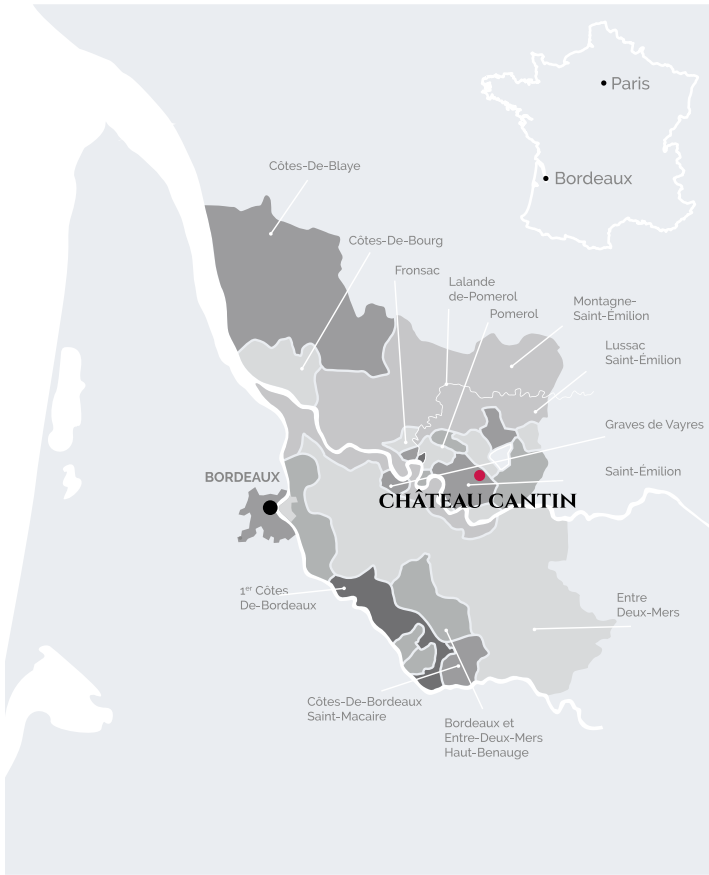 Paris
Bordeaux
Côtes-De-Blaye
Côtes-De-Bourg
Fronsac
Lalande
de-Pomerol
Pomerol
Montagne-
Saint-Émilion
Lussac
Saint-Émilion
Graves de Vayres
Saint-Émilion
BORDEAUX
CHÂTEAU CANTIN
1er Côtes
De-Bordeaux
Entre
Deux-Mers
Côtes-De-Bordeaux
Saint-Macaire
Bordeaux et
Entre-Deux-Mers
Haut-Benauge